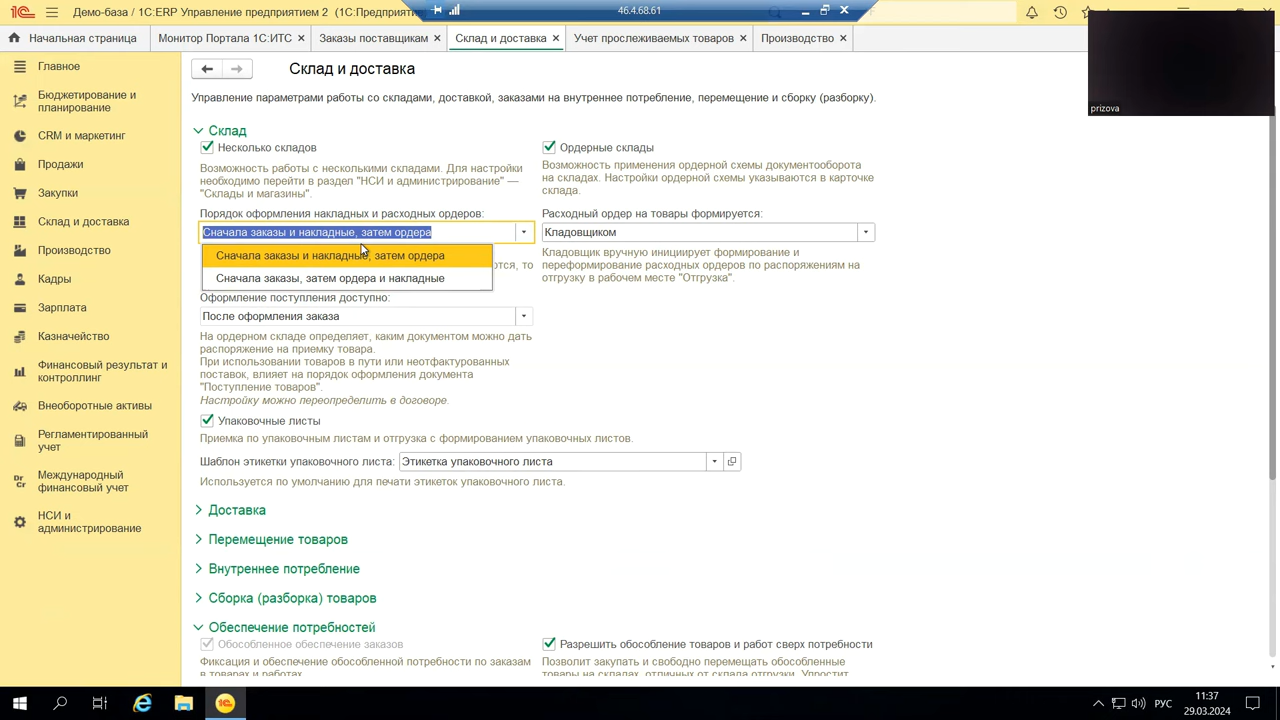 Демо-база / 1С:ERP Управление предприятием 2 (1С:Предприятие
46.4.68.61
Начальная страница
Монитор Портала 1С:ИТС
Заказы поставщикам
Склад и доставка
Учет прослеживаемых товаров
Производство
prizova
Главное
Бюджетирование и
планирование
CRM и маркетинг
Продажи
Закупки
Склад и доставка
Производство
Кадры
Зарплата
Казначейство
Финансовый результат и
контроллинг
Внеоборотные активы
Регламентированный
учет
Международный
финансовый учет
НСИ и
администрирование
Склад и доставка
Управление параметрами работы со складами, доставкой, заказами на внутреннее потребление, перемещение и сборку (разборку).
Склад
Несколько складов
Возможность работы с несколькими складами. Для настройки
необходимо перейти в раздел "НСИ и администрирование" —
"Склады и магазины".
Порядок оформления накладных и расходных ордеров:
Сначала заказы и накладные, затем ордера
Сначала заказы и накладные, затем ордера
Сначала заказы, затем ордера и накладные
то
Оформление поступления доступно:
После оформления заказа
На ордерном складе определяет, каким документом можно дать
распоряжение на приемку товара.
При использовании товаров в пути или неотфактурованных
поставок, влияет на порядок оформления документа
"Поступление товаров".
Настройку можно переопределить в договоре.
Упаковочные листы
Приемка по упаковочным листам и отгрузка с формированием упаковочных листов.
Шаблон этикетки упаковочного листа: Этикетка упаковочного листа
Используется по умолчанию для печати этикеток упаковочного листа.
Ордерные склады
Возможность применения ордерной схемы документооборота
на складах. Настройки ордерной схемы указываются в карточке
склада.
Расходный ордер на товары формируется:
Кладовщиком
Кладовщик вручную инициирует формирование и
переформирование расходных ордеров по распоряжениям на
отгрузку в рабочем месте "Отгрузка".
Доставка
Перемещение товаров
Внутреннее потребление
Сборка (разборка) товаров
Обеспечение потребностей
Обособленное обеспечение заказов
Фиксация и обеспечение обособленной потребности по заказам
в товарах и работах.
Разрешить обособление товаров и работ сверх потребности
Позволит закупать и свободно перемещать обособленные
товары на складах, отличных от склада отгрузки. Упростит
РУС
11:37
29.03.2024